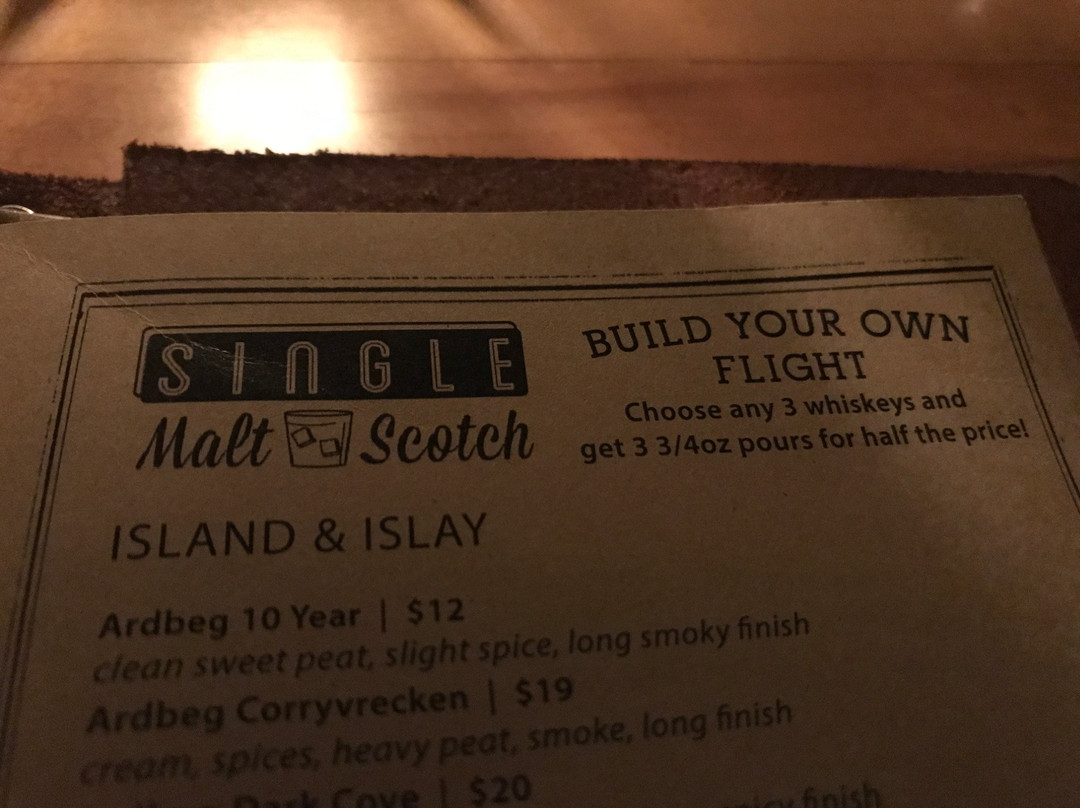 SINGLE
Malt Scotch
BUILD YOUR OWN
FLIGHT
Choose any 3 whiskeys and
get 3 3/4oz pours for half the price!
ISLAND & ISLAY
Ardbeg 10 Year | $12
clean sweet peat, slight spice, long smoky finish
Ardbeg Corryvrecken | $19
cream, spices, heavy peat, smoke, long finish
Dark Cove | $20
finish